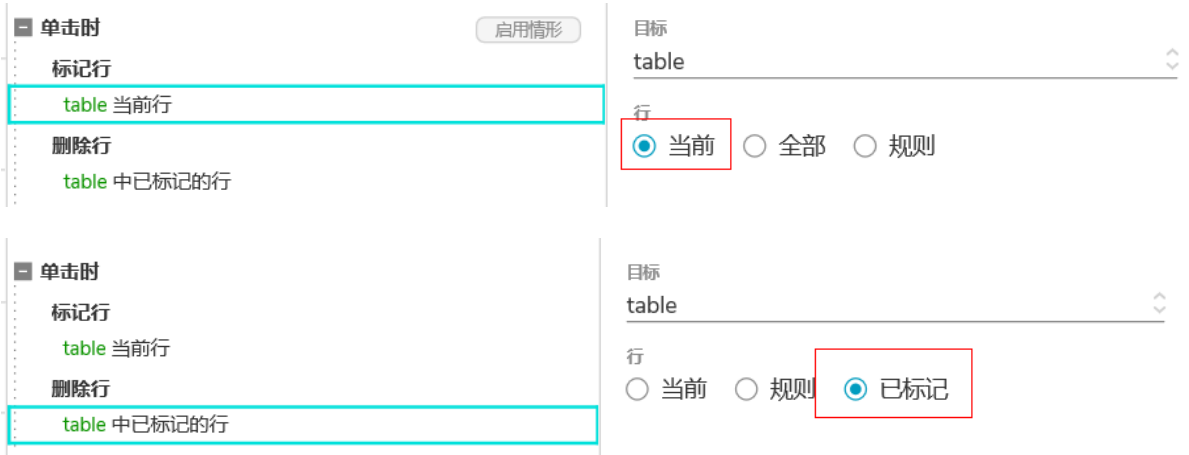 单击时
启用情形
标记行
table 当前行
删除行
table 中已标记的行
目标
table
行
当前
全部
规则
单击时
标记行
table 当前行
删除行
table 中已标记的行
目标
table
行
当前
规则
已标记